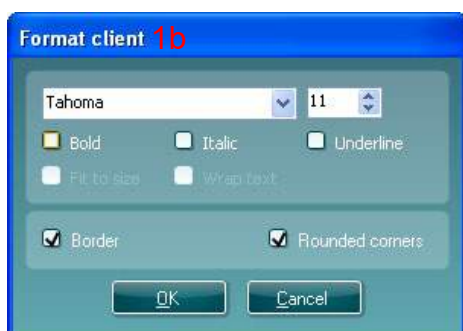 Format client 1b
Tahoma 11
Bold Italic Underline
Fit to size Wrap text
Border Rounded corners
OK Cancel